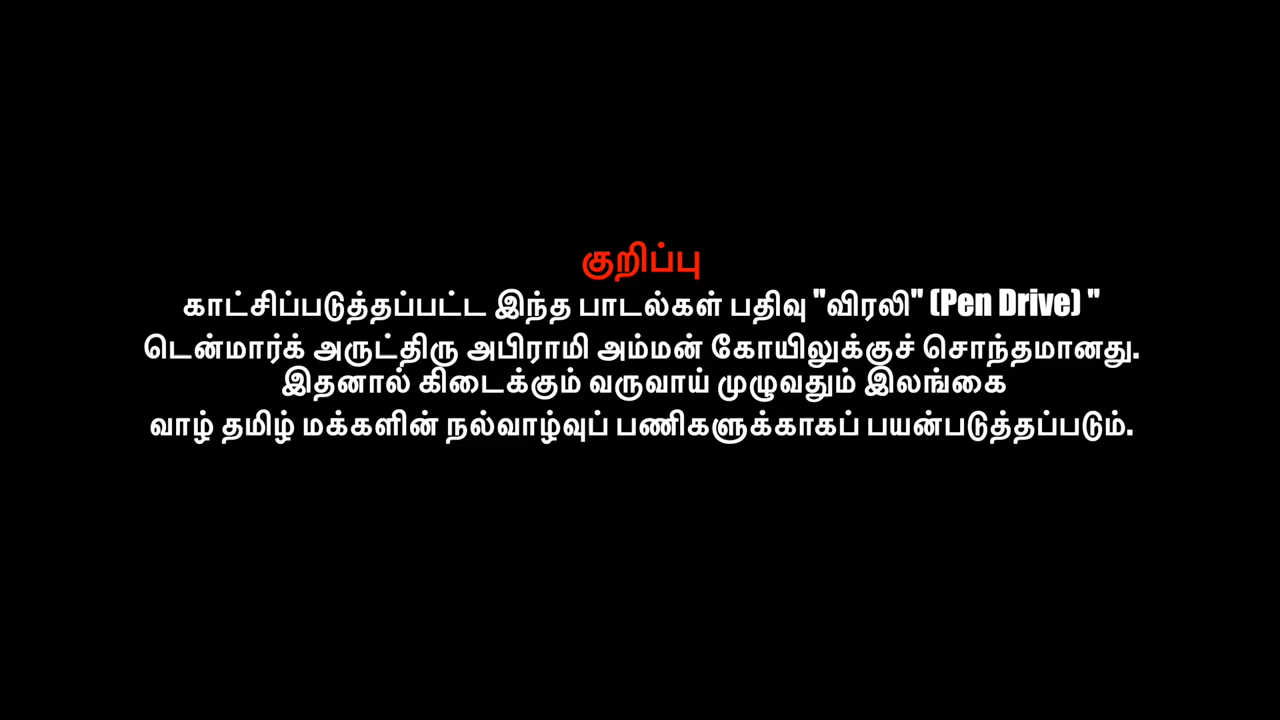 குறிப்பு
காட்சிப்படுத்தப்பட்ட இந்த பாடல்கள் பதிவு "விரலி" (Pen Drive) "
டென்மார்க் அருட்திரு அபிராமி அம்மன் கோயிலுக்குச் சொந்தமானது.
இதனால் கிடைக்கும் வருவாய் முழுவதும் இலங்கை
வாழ் தமிழ் மக்களின் நல்வாழ்வுப் பணிகளுக்காகப் பயன்படுத்தப்படும்.